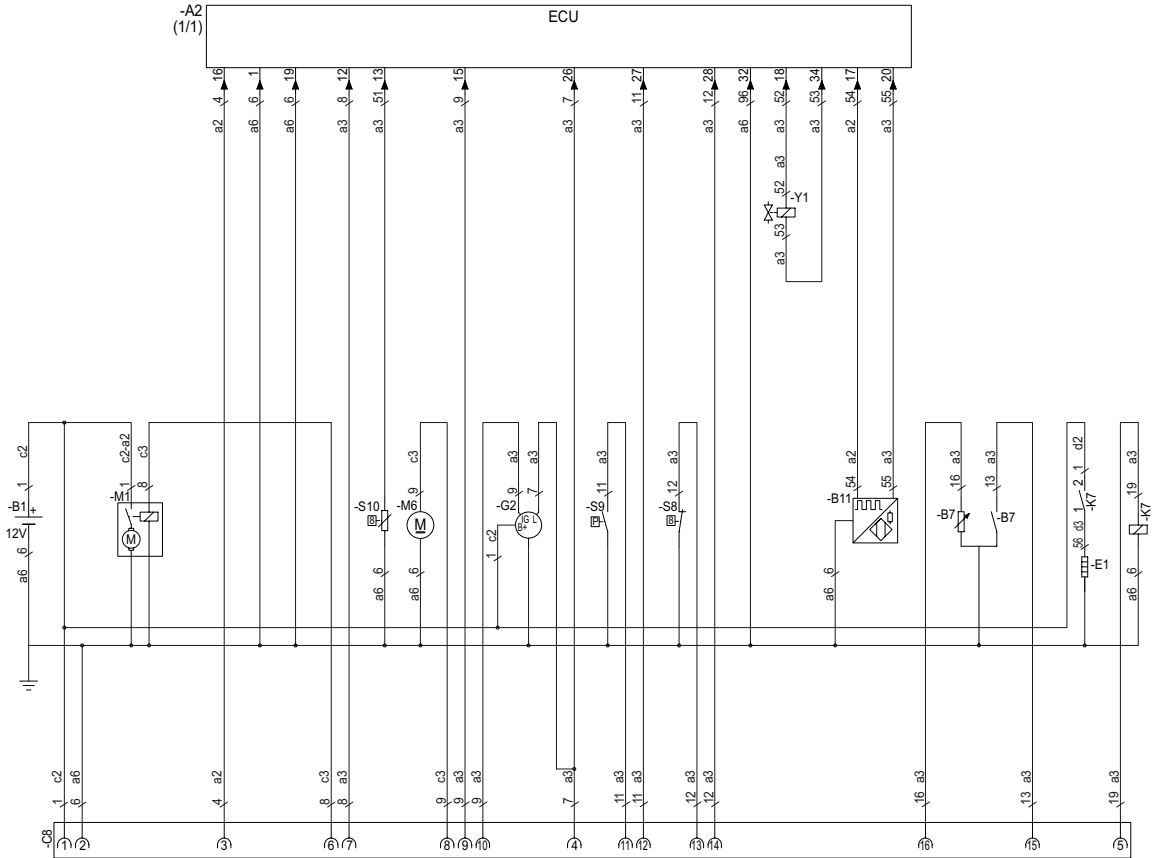 -A2
(1/1)
ECU
16 1 19 12 13 15 26 27 28 32 18 34 17 20
4 6 6 8 51 9 7 11 12 96 52 53 54 55
a2 a6 a6 a3 a3 a3 a3 a3 a3 a6 a3 a3 a2 a3
a3
52
-Y1
53
a3
c2 c2-a2 c3 c3 a3 a3 a3 a3 a2 a3 a3 a3 d2 a3
1 1 8 9 9 7 11 12 54 55 16 13 1 19
-B1 + -M1 -S10 -M6 -G2 -S9 -S8 -B11 -B7 -B7 2 -K7 -K7
12V M 8 M IG L B+ P 8 1 d3
6 c2 56 -E1
a6 1
6 6 6 6
a6 a6 a6 a6
c2 a6 a2 c3 a3 c3 a3 a3 a3 a3 a3 a3 a3 a3 a3 a3
1 6 4 8 8 9 9 9 7 11 11 12 12 16 13 19
-C8
1 2 3 6 7 8 9 10 4 11 12 13 14 16 15 5